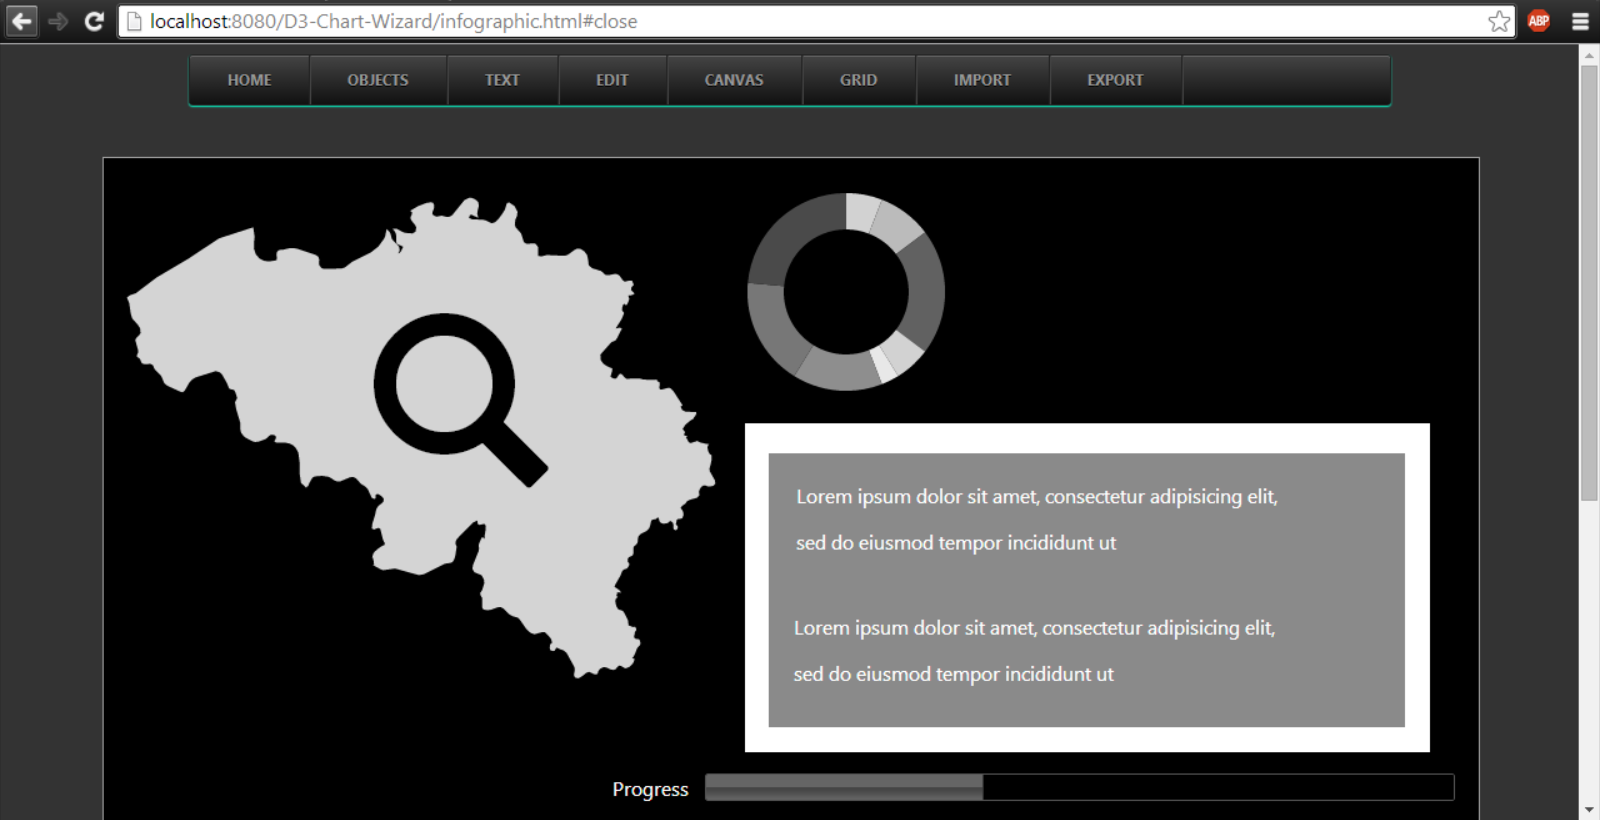 localhost:8080/D3-Chart-Wizard/infographic.html#close
ABP
HOME OBJECTS TEXT EDIT CANVAS GRID IMPORT EXPORT
Lorem ipsum dolor sit amet, consectetur adipisicing elit,
sed do eiusmod tempor incididunt ut
Lorem ipsum dolor sit amet, consectetur adipisicing elit,
sed do eiusmod tempor incididunt ut
Progress